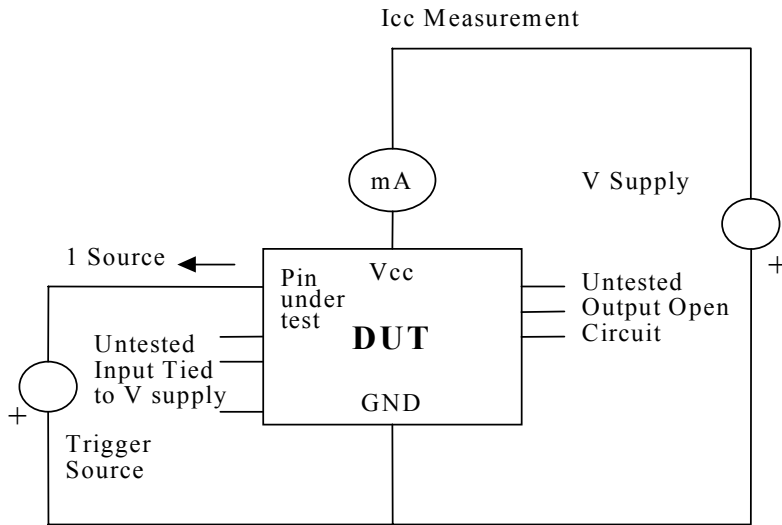 Icc Measurement
mA
V Supply
+
1 Source
Vcc
Pin
under
test
Untested
Output Open
Circuit
DUT
Untested
Input Tied
to V supply
GND
+
Trigger
Source